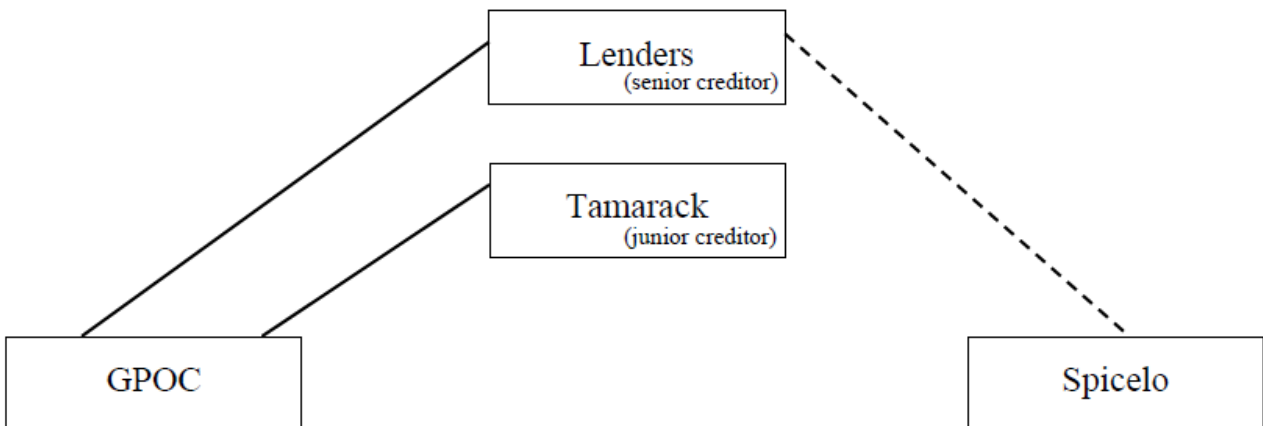 Lenders
(senior creditor)
Tamarack
(junior creditor)
GPOC
Spicelo